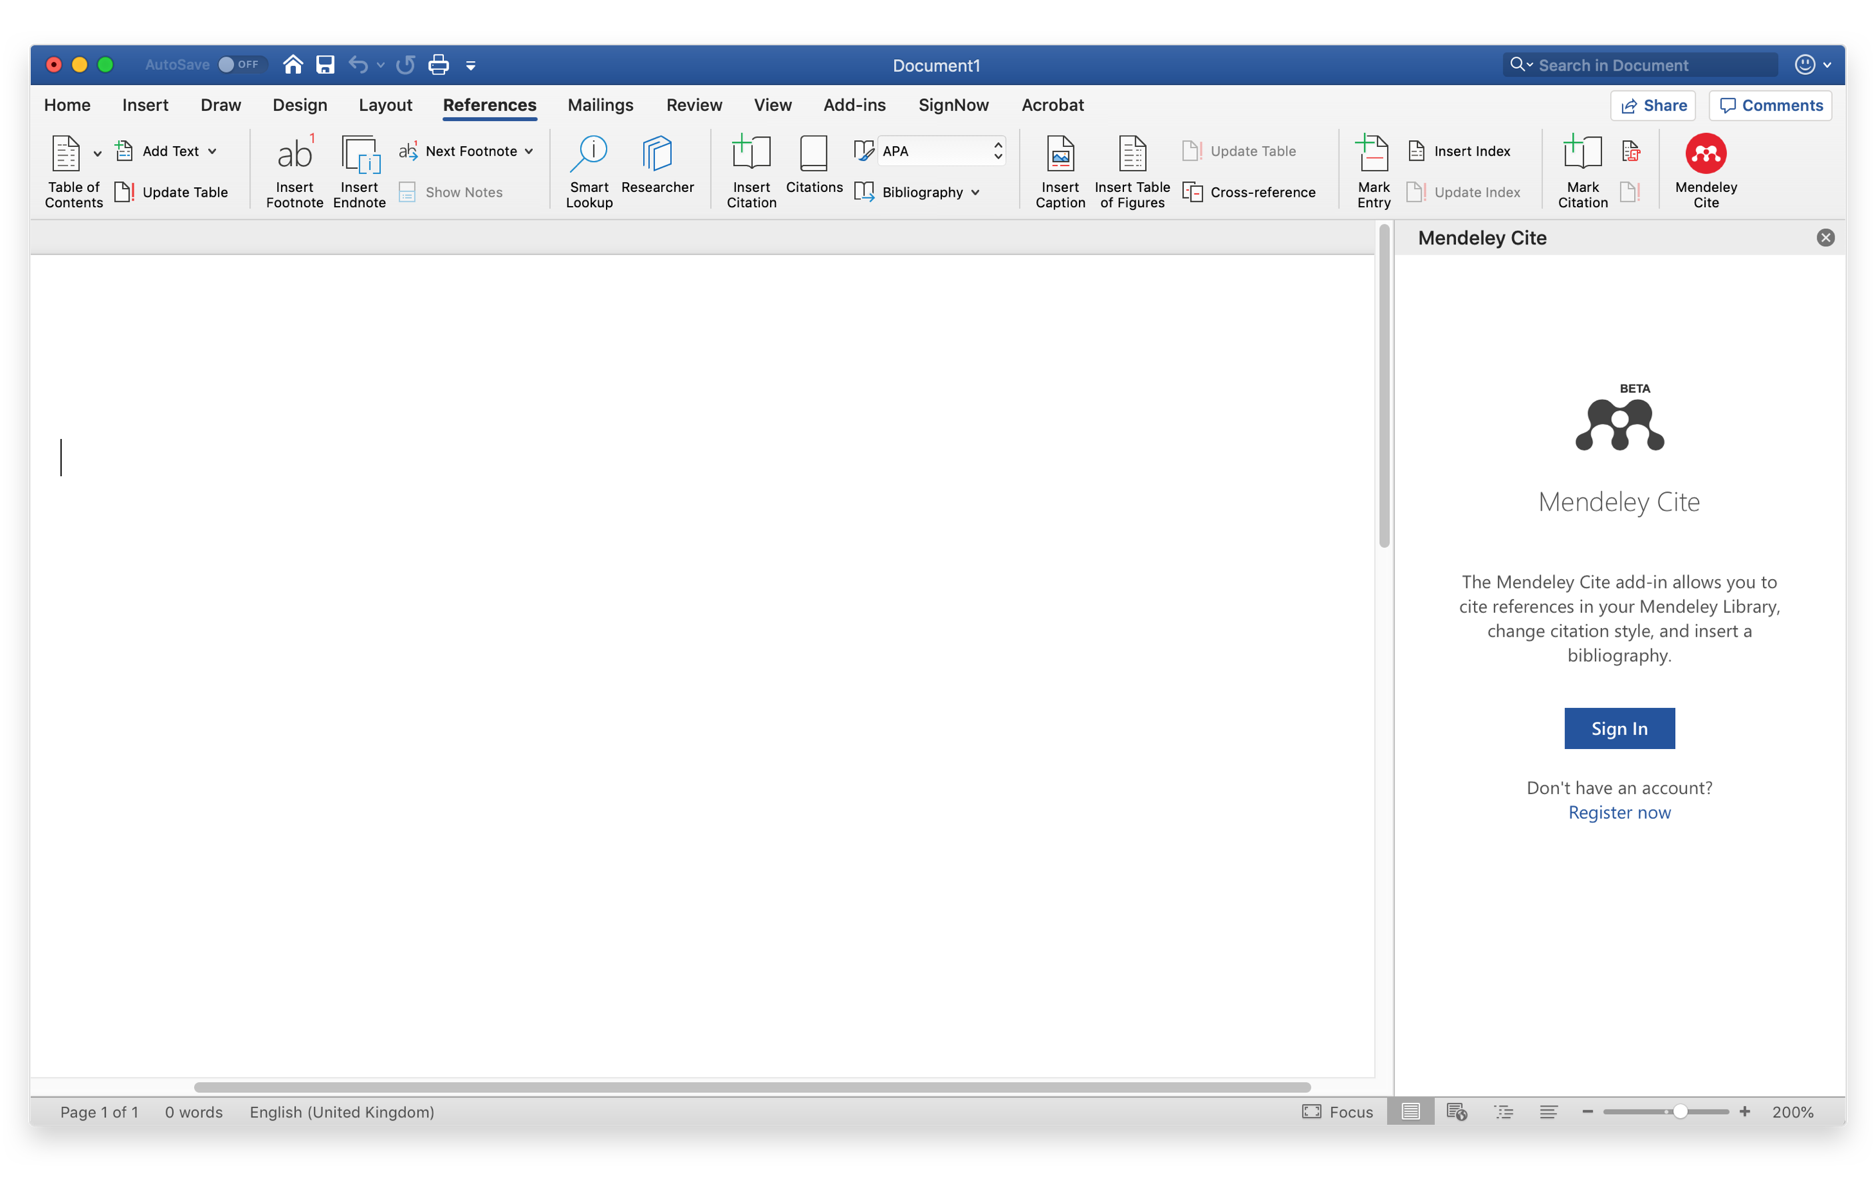 AutoSave OFF
Document1
Search in Document
Home Insert Draw Design Layout References Mailings Review View Add-ins SignNow Acrobat
Share Comments
Table of
Contents
Add Text
Update Table
ab 1
Insert
Footnote
Insert
Endnote
ab 1 Next Footnote
Show Notes
Smart
Lookup
Researcher
Insert
Citation
Citations
APA
Bibliography
Insert
Caption
Insert Table
of Figures
Update Table
Cross-reference
Mark
Entry
Insert Index
Update Index
Mark
Citation
Mendeley
Cite
Mendeley Cite
BETA
Mendeley Cite
The Mendeley Cite add-in allows you to
cite references in your Mendeley Library,
change citation style, and insert a
bibliography.
Sign In
Don't have an account?
Register now
Page 1 of 1 0 words English (United Kingdom)
Focus 200%